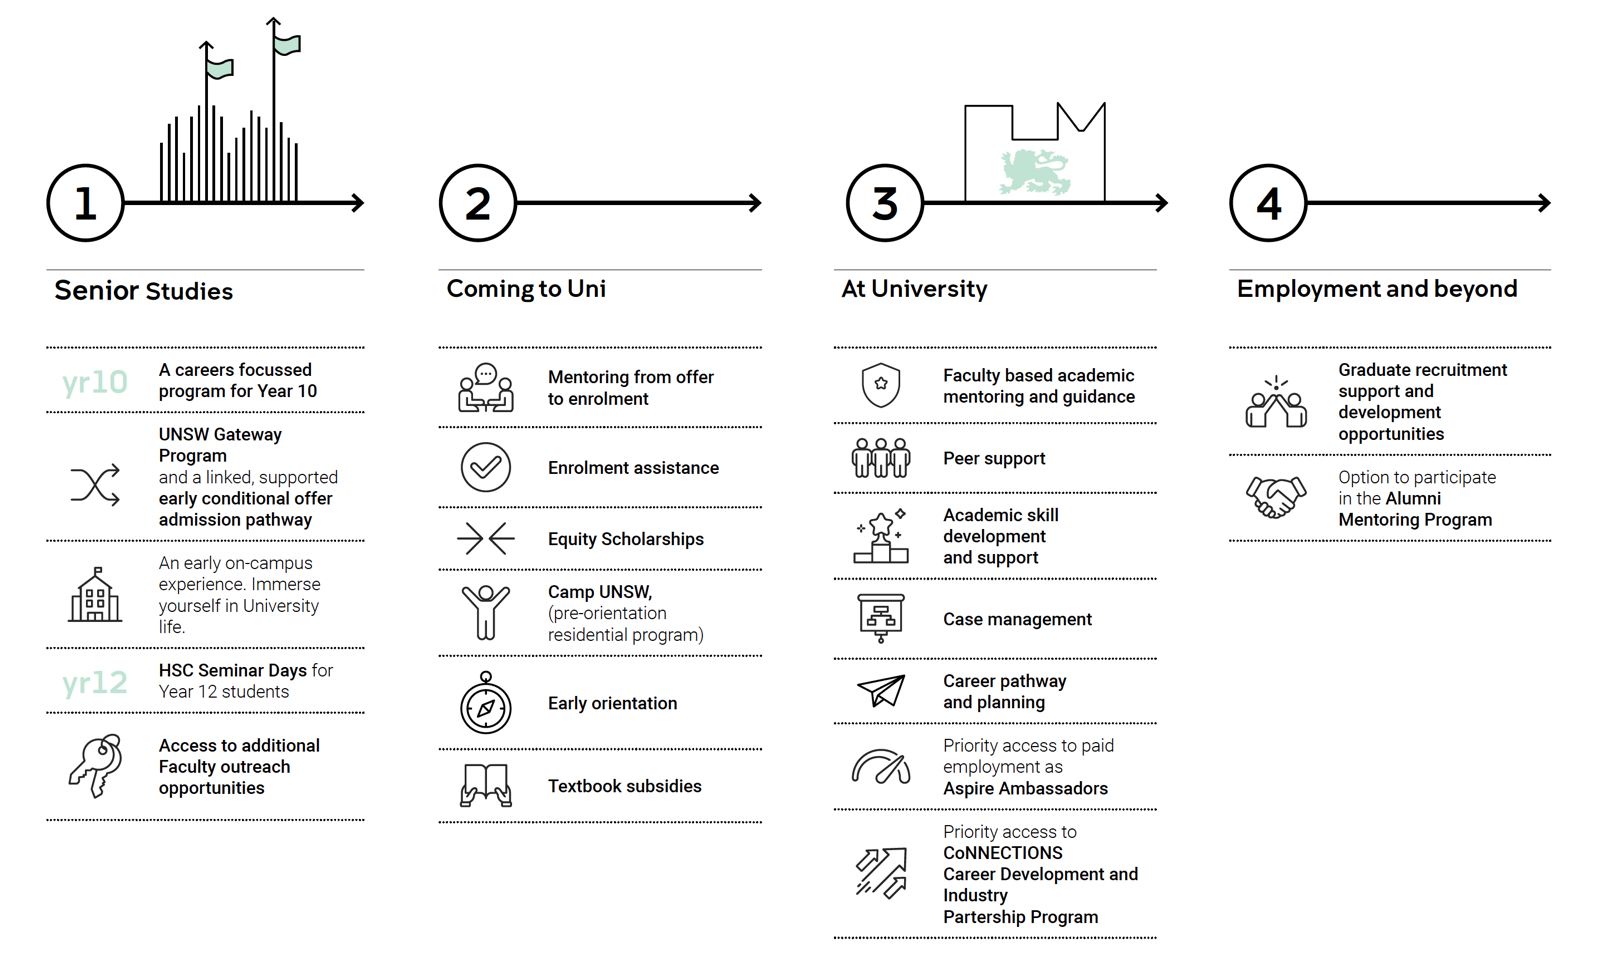 1
Senior Studies
yr10
A careers focussed
program for Year 10
UNSW Gateway
Program
and a linked, supported
early conditional offer
admission pathway
An early on-campus
experience. Immerse
yourself in University
life.
yr12
HSC Seminar Days for
Year 12 students
Access to additional
Faculty outreach
opportunities
2
Coming to Uni
Mentoring from offer
to enrolment
Enrolment assistance
Equity Scholarships
Camp UNSW,
(pre-orientation
residential program)
Early orientation
Textbook subsidies
3
At University
Faculty based academic
mentoring and guidance
Peer support
Academic skill
development
and support
Case management
Career pathway
and planning
Priority access to paid
employment as
Aspire Ambassadors
Priority access to
CoNNECTIONS
Career Development and
Industry
Partership Program
4
Employment and beyond
Graduate recruitment
support and
development
opportunities
Option to participate
in the Alumni
Mentoring Program